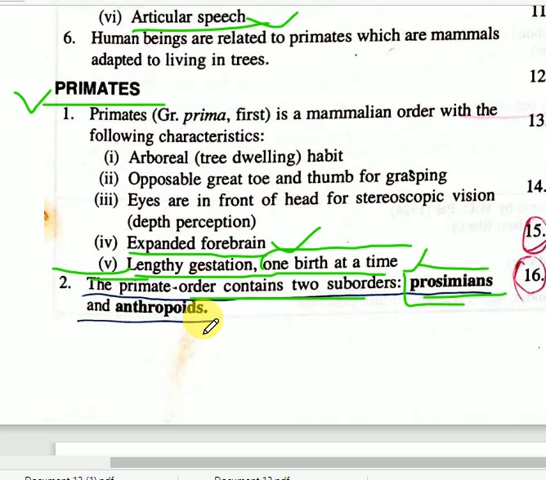 (vi) Articular speech
11
6. Human beings are related to primates which are mammals
adapted to living in trees.
12
PRIMATES
1. Primates (Gr. prima, first) is a mammalian order with the
13
following characteristics:
(i) Arboreal (tree dwelling) habit
(ii) Opposable great toe and thumb for grasping
14.
(iii) Eyes are in front of head for stereoscopic vision
(depth perception)
15.
(iv) Expanded forebrain
(v) Lengthy gestation, one birth at a time
16.
2. The primate-order contains two suborders: prosimians
and anthropoids.